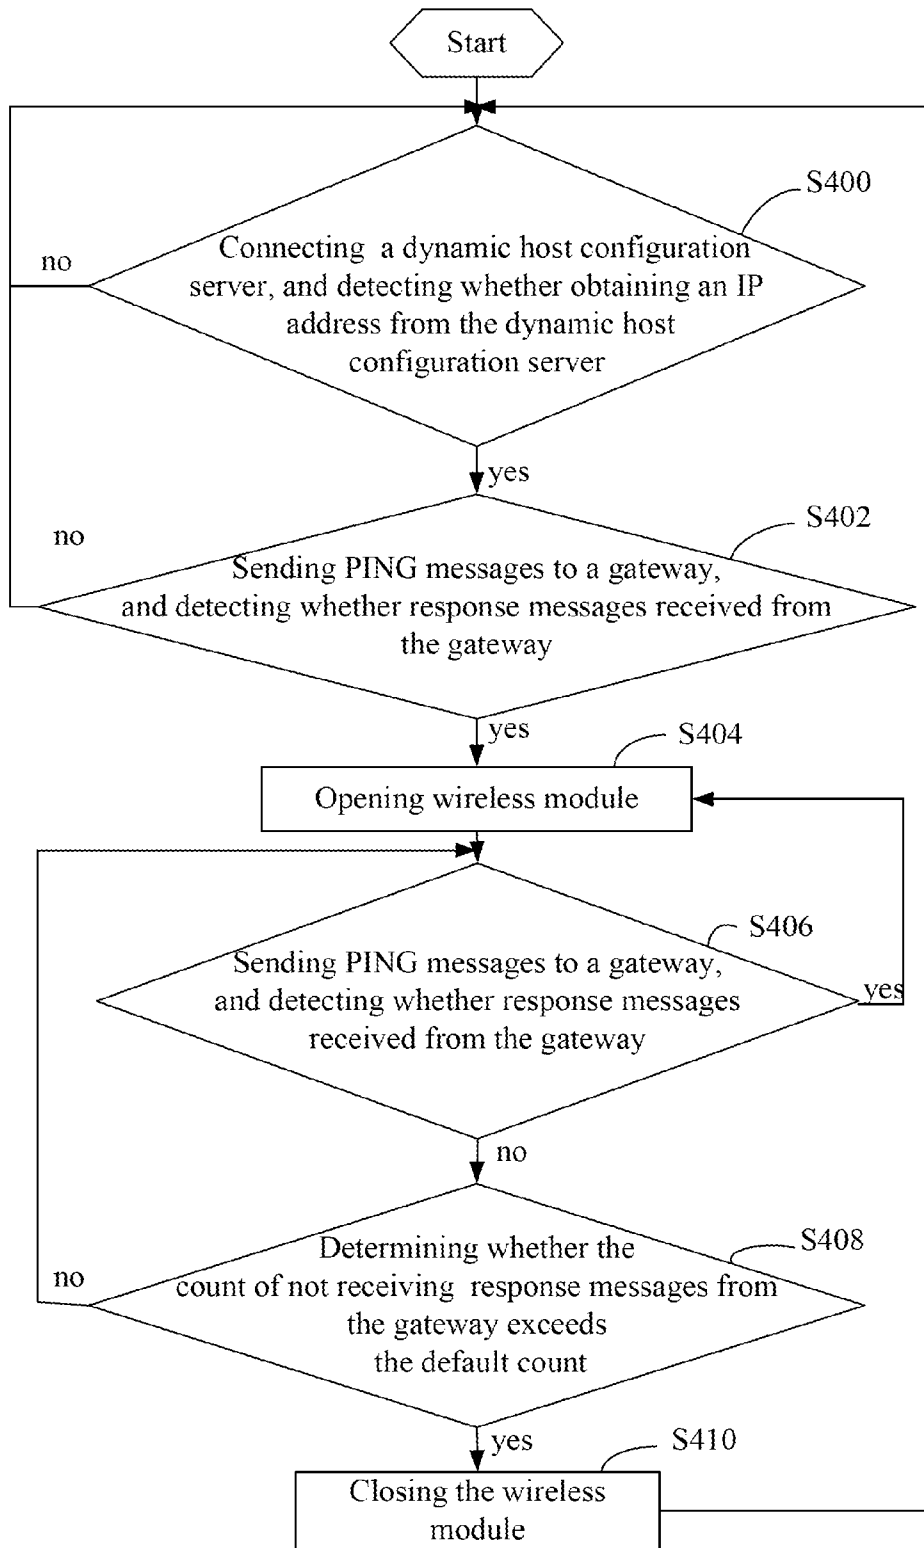 Start
S400
Connecting a dynamic host configuration
server, and detecting whether obtaining an IP
address from the dynamic host
configuration server
no
yes
S402
no
Sending PING messages to a gateway,
and detecting whether response messages received from
the gateway
yes
S404
Opening wireless module
S406
Sending PING messages to a gateway,
and detecting whether response messages
received from the gateway
yes
no
S408
Determining whether the
count of not receiving response messages from
the gateway exceeds
the default count
no
yes
S410
Closing the wireless
module